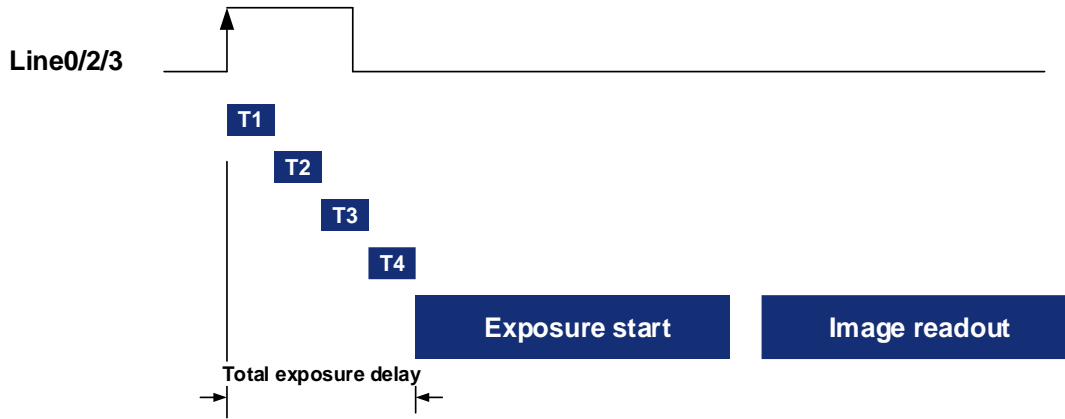 Line0/2/3
T1
T2
T3
T4
Exposure start
Image readout
Total exposure delay